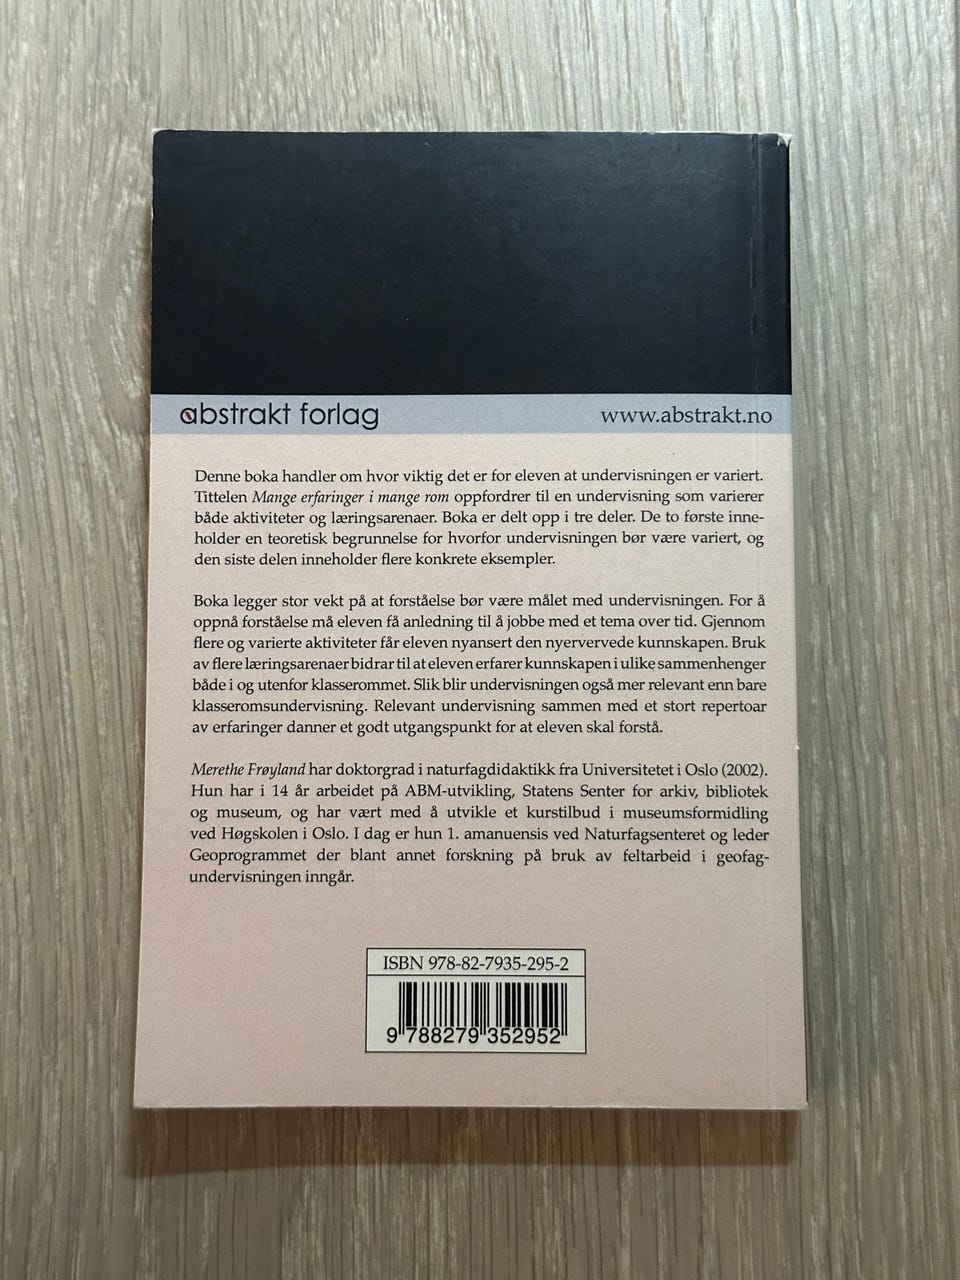 abstrakt forlag
www.abstrakt.no
Denne boka handler om hvor viktig det er for eleven at undervisningen er variert.
Tittelen Mange erfaringer i mange rom oppfordrer til en undervisning som varierer
både aktiviteter og læringsarenaer. Boka er delt opp i tre deler. De to første inne-
holder en teoretisk begrunnelse for hvorfor undervisningen bør være variert, og
den siste delen inneholder flere konkrete eksempler.
Boka legger stor vekt på at forståelse bør være målet med undervisningen. For å
oppnå forståelse må eleven få anledning til å jobbe med et tema over tid. Gjennom
flere og varierte aktiviteter får eleven nyansert den nyervervede kunnskapen. Bruk
av flere læringsarenaer bidrar til at eleven erfarer kunnskapen i ulike sammenhenger
både i og utenfor klasserommet. Slik blir undervisningen også mer relevant enn bare
klasseromsundervisning. Relevant undervisning sammen med et stort repertoar
av erfaringer danner et godt utgangspunkt for at eleven skal forstå.
Merethe Frøyland har doktorgrad i naturfagdidaktikk fra Universitetet i Oslo (2002).
Hun har i 14 år arbeidet på ABM-utvikling, Statens Senter for arkiv, bibliotek
og museum, og har vært med å utvikle et kurstilbud i museumsformidling
ved Høgskolen i Oslo. I dag er hun 1. amanuensis ved Naturfagsenteret og leder
Geoprogrammet der blant annet forskning på bruk av feltarbeid i geofag-
undervisningen inngår.
ISBN 978-82-7935-295-2
9 788279 352952